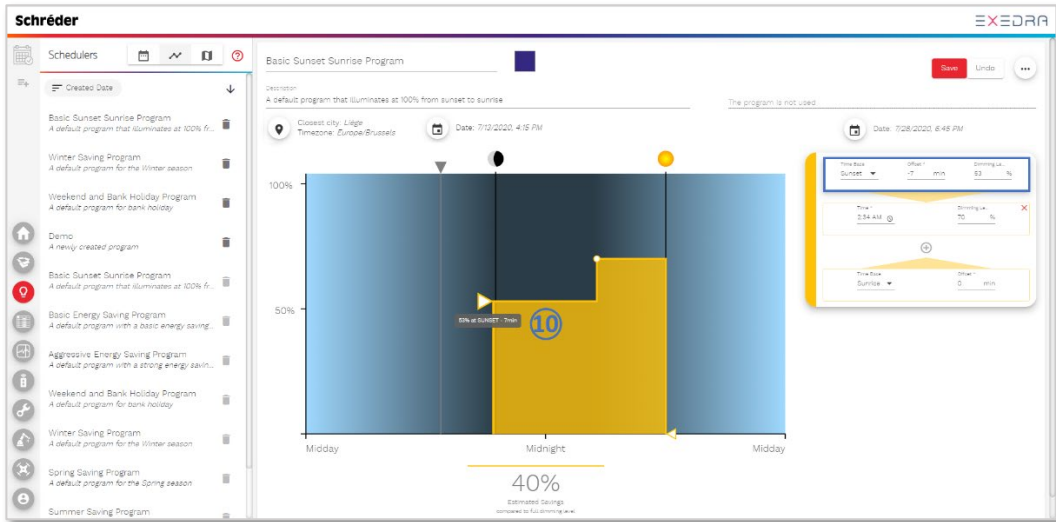 Schréder
EXEDRA
Schedulers
Created Date
Basic Sunset Sunrise Program
A default program that illuminates at 100% fr...
Winter Saving Program
A default program for the Winter season
Weekend and Bank Holiday Program
A default program for bank holiday
Demo
A newly created program
Basic Sunset Sunrise Program
A default program that illuminates at 100% fr...
Basic Energy Saving Program
A default program with a basic energy saving...
Aggressive Energy Saving Program
A default program with a strong energy savin...
Weekend and Bank Holiday Program
A default program for bank holiday
Winter Saving Program
A default program for the Winter season
Spring Saving Program
A default program for the Spring season
Summer Saving Program
Basic Sunset Sunrise Program
Save Undo
Description
A default program that illuminates at 100% from sunset to sunrise
The program is not used
Closest city: Liège
Timezone: Europe/Brussels
Date: 7/13/2020, 4:15 PM
Date: 7/28/2020, 6:45 PM
100%
50%
53% at SUNSET - 7min
10
Midday Midnight Midday
40%
Estimated Savings
compared to full dimming level
Time Base Offset * Dimming Le...
Sunset -7 min 53 %
Time * Dimming Le...
2:34 AM 70 %
Time Base Offset *
Sunrise 0 min